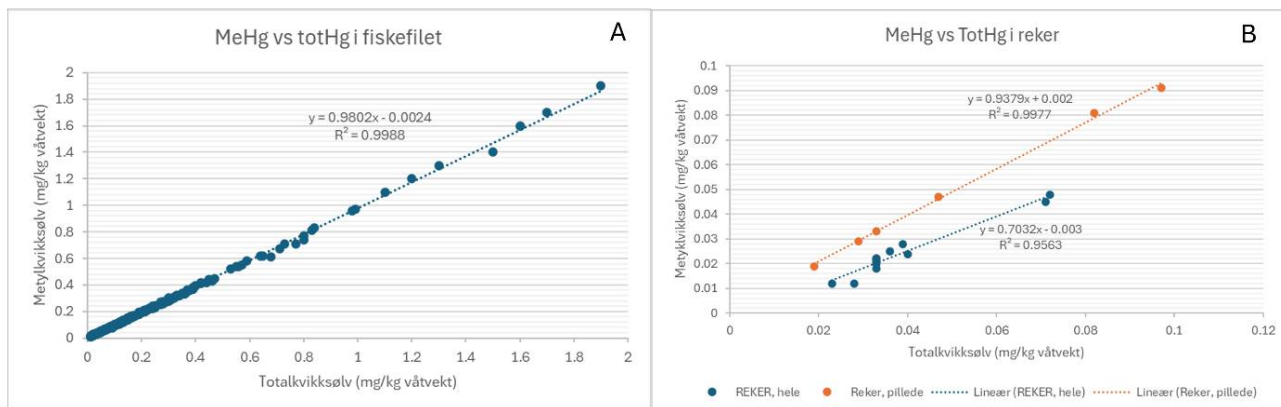 MeHg vs totHg i fiskefilet
A
Metylkvikksølv (mg/kg våtvekt)
2
1.8
1.6
1.4
1.2
1
0.8
0.6
0.4
0.2
0
y = 0.9802x - 0.0024
R² = 0.9988
0 0.2 0.4 0.6 0.8 1 1.2 1.4 1.6 1.8 2
Totalkvikksølv (mg/kg våtvekt)
MeHg vs TotHg i reker
B
Metyklvikksølv (mg/kg våtvekt)
0.1
0.09
0.08
0.07
0.06
0.05
0.04
0.03
0.02
0.01
0
y = 0.9379x + 0.002
R² = 0.9977
y = 0.7032x - 0.003
R² = 0.9563
0 0.02 0.04 0.06 0.08 0.1 0.12
Totalkvikksølv (mg/kg våtvekt)
REKER, hele Reker, pillede Lineær (REKER, hele) Lineær (Reker, pillede)